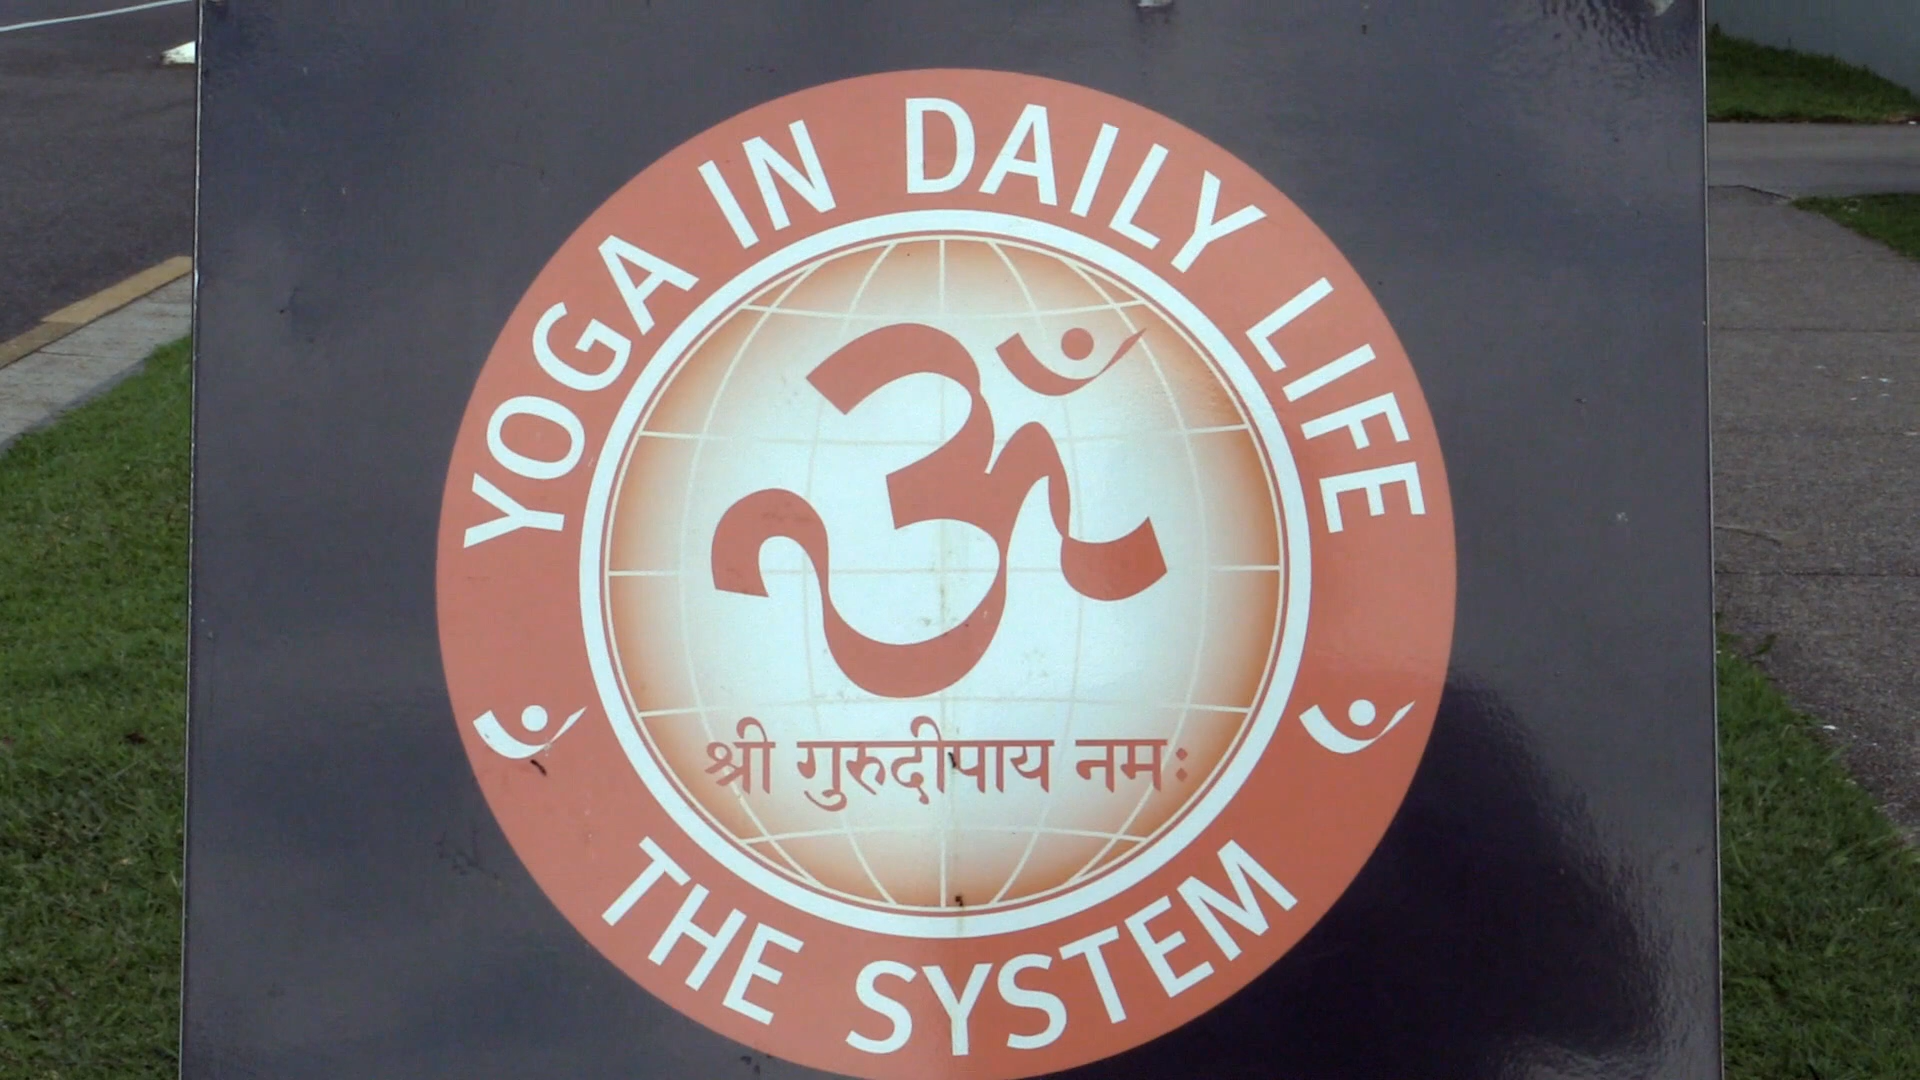 YOGA IN DAILY LIFE
ॐ
श्री गुरुदीपाय नमः
THE SYSTEM